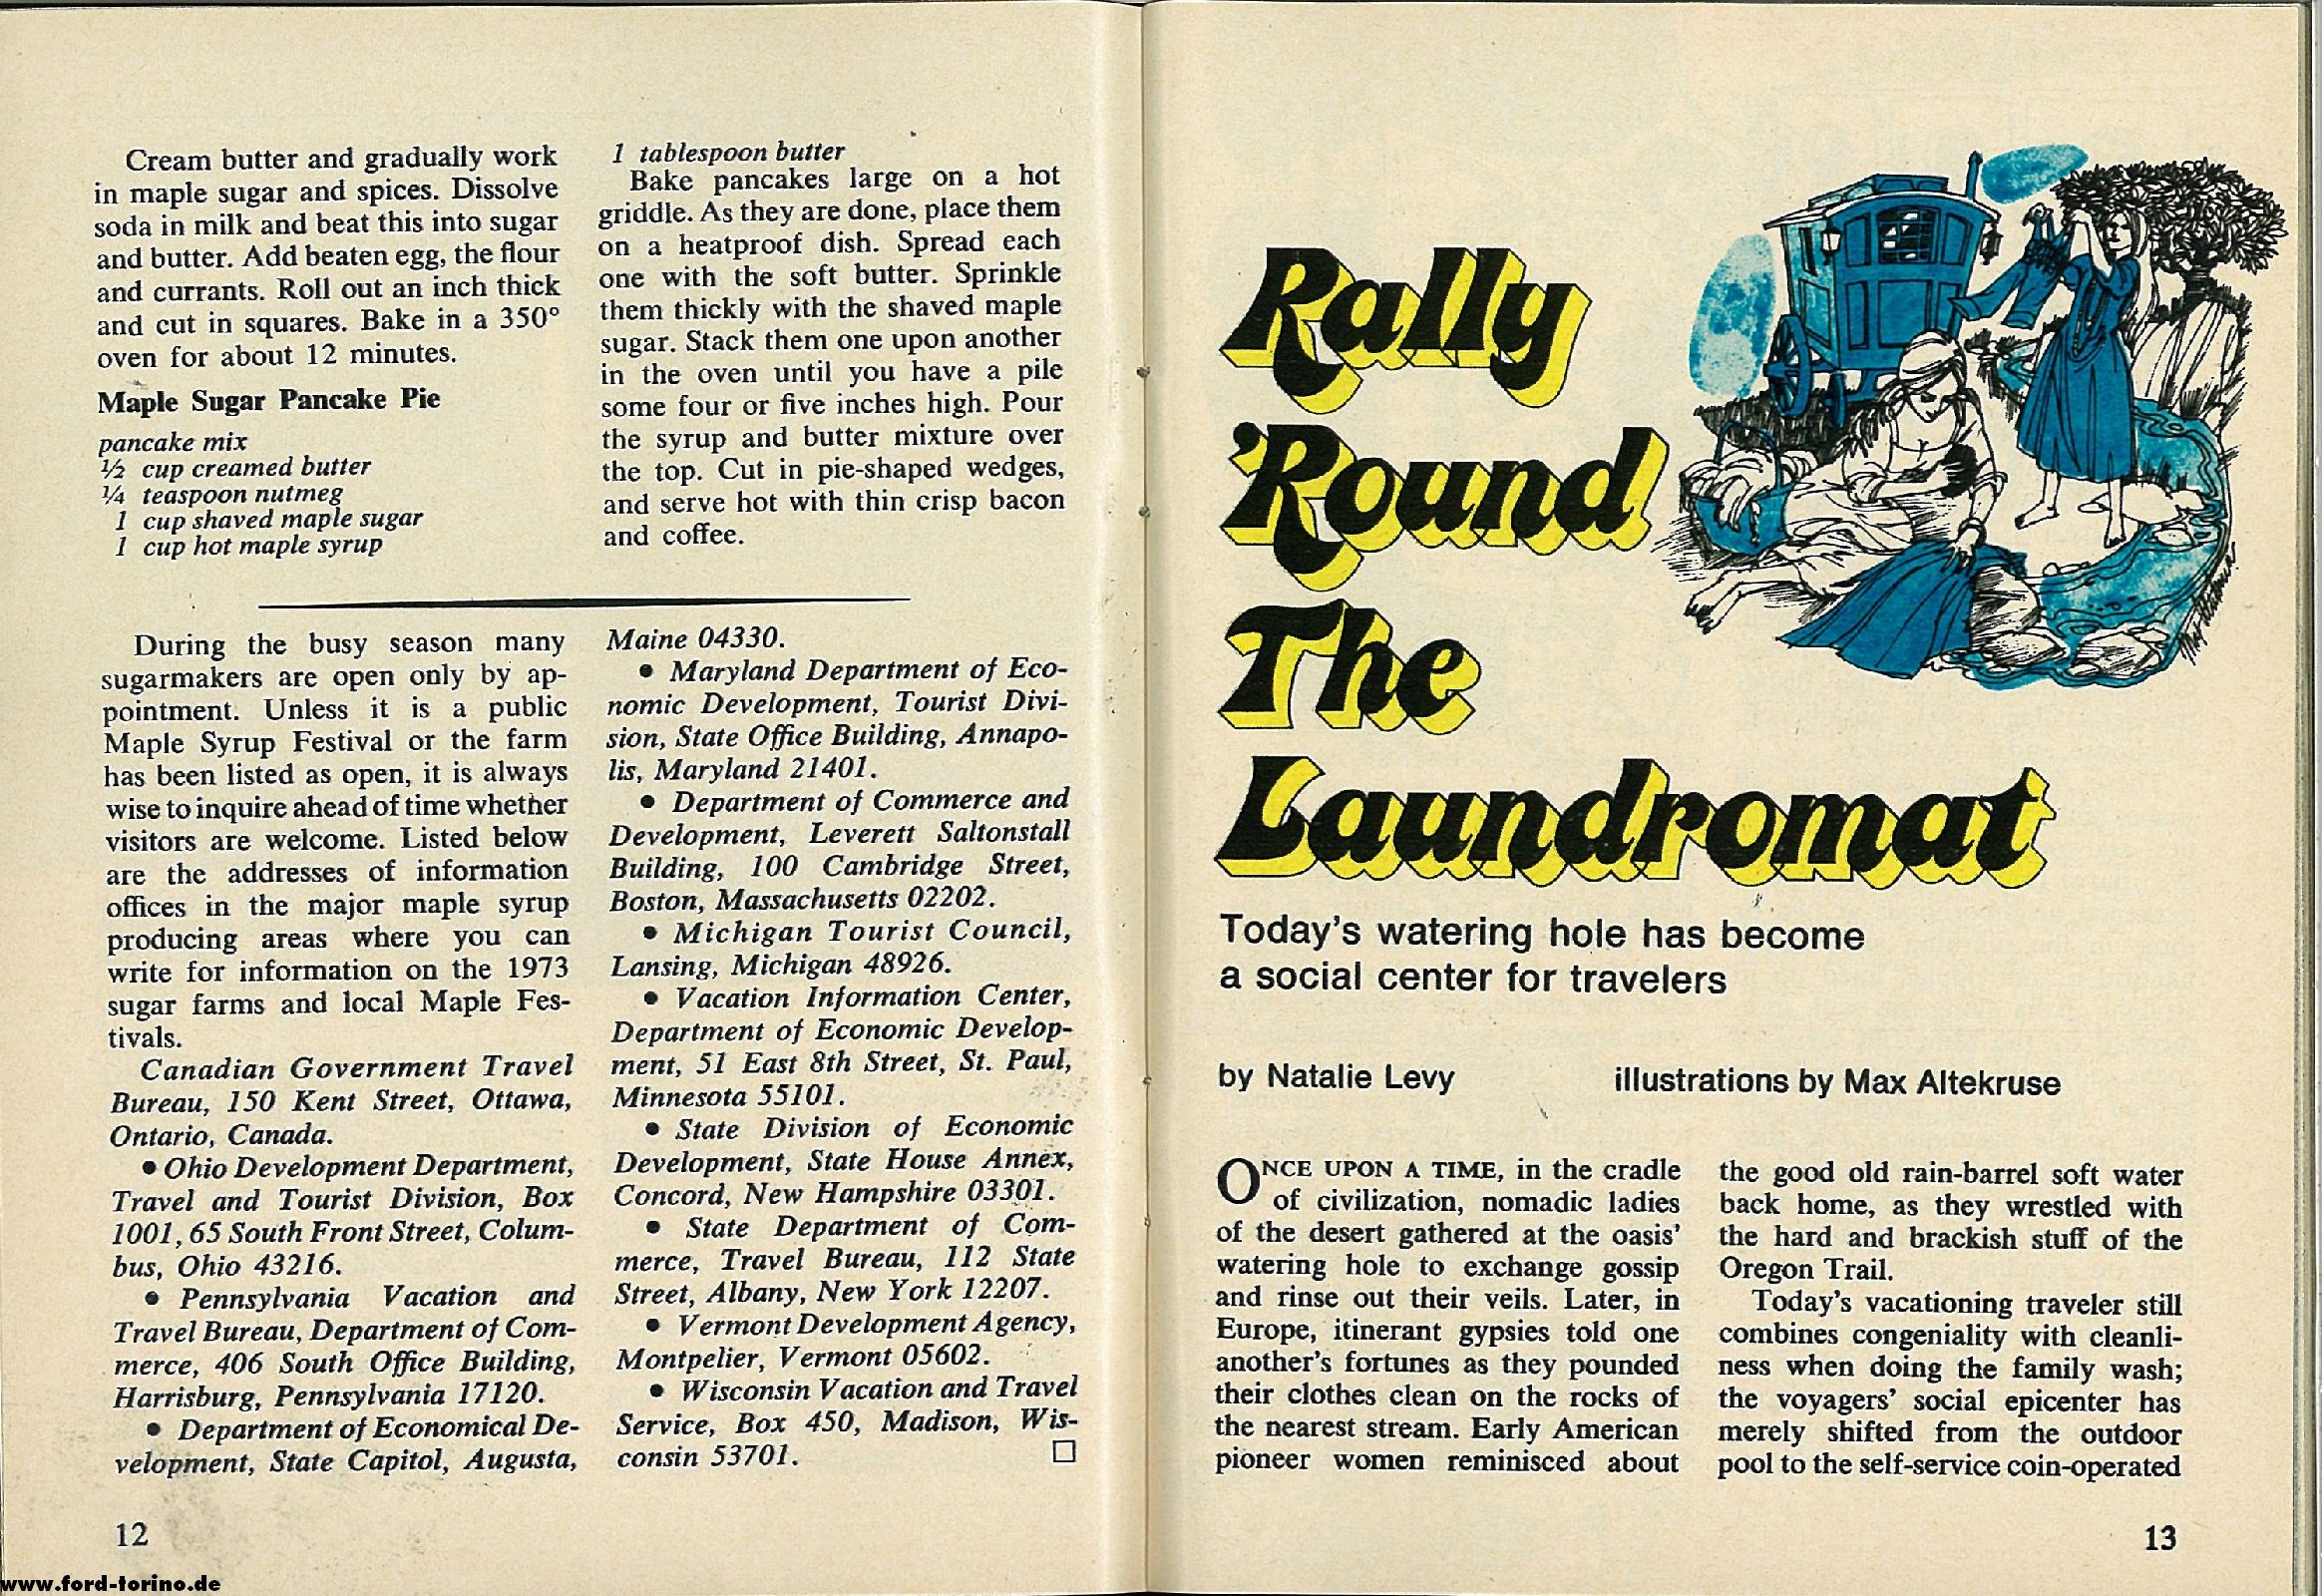 Cream butter and gradually work
in maple sugar and spices. Dissolve
soda in milk and beat this into sugar
and butter. Add beaten egg, the flour
and currants. Roll out an inch thick
and cut in squares. Bake in a 350°
oven for about 12 minutes.
Maple Sugar Pancake Pie
pancake mix
½ cup creamed butter
¼ teaspoon nutmeg
1 cup shaved maple sugar
1 cup hot maple syrup
1 tablespoon butter
Bake pancakes large on a hot
griddle. As they are done, place them
on a heatproof dish. Spread each
one with the soft butter. Sprinkle
them thickly with the shaved maple
sugar. Stack them one upon another
in the oven until you have a pile
some four or five inches high. Pour
the syrup and butter mixture over
the top. Cut in pie-shaped wedges,
and serve hot with thin crisp bacon
and coffee.
During the busy season many
sugarmakers are open only by ap-
pointment. Unless it is a public
Maple Syrup Festival or the farm
has been listed as open, it is always
wise to inquire ahead of time whether
visitors are welcome. Listed below
are the addresses of information
offices in the major maple syrup
producing areas where you can
write for information on the 1973
sugar farms and local Maple Fes-
tivals.
Canadian Government Travel
Bureau, 150 Kent Street, Ottawa,
Ontario, Canada.
• Ohio Development Department,
Travel and Tourist Division, Box
1001, 65 South Front Street, Colum-
bus, Ohio 43216.
• Pennsylvania Vacation and
Travel Bureau, Department of Com-
merce, 406 South Office Building,
Harrisburg, Pennsylvania 17120.
• Department of Economical De-
velopment, State Capitol, Augusta,
Maine 04330.
• Maryland Department of Eco-
nomic Development, Tourist Divi-
sion, State Office Building, Annapo-
lis, Maryland 21401.
• Department of Commerce and
Development, Leverett Saltonstall
Building, 100 Cambridge Street,
Boston, Massachusetts 02202.
• Michigan Tourist Council,
Lansing, Michigan 48926.
• Vacation Information Center,
Department of Economic Develop-
ment, 51 East 8th Street, St. Paul,
Minnesota 55101.
• State Division of Economic
Development, State House Annex,
Concord, New Hampshire 03301.
• State Department of Com-
merce, Travel Bureau, 112 State
Street, Albany, New York 12207.
• Vermont Development Agency,
Montpelier, Vermont 05602.
• Wisconsin Vacation and Travel
Service, Box 450, Madison, Wis-
consin 53701. □
12
www.ford-torino.de
Rally
'Round
The
Laundromat
Today's watering hole has become
a social center for travelers
by Natalie Levy illustrations by Max Altekruse
ONCE UPON A TIME, in the cradle
of civilization, nomadic ladies
of the desert gathered at the oasis'
watering hole to exchange gossip
and rinse out their veils. Later, in
Europe, itinerant gypsies told one
another's fortunes as they pounded
their clothes clean on the rocks of
the nearest stream. Early American
pioneer women reminisced about
the good old rain-barrel soft water
back home, as they wrestled with
the hard and brackish stuff of the
Oregon Trail.
Today's vacationing traveler still
combines congeniality with cleanli-
ness when doing the family wash;
the voyagers' social epicenter has
merely shifted from the outdoor
pool to the self-service coin-operated
13